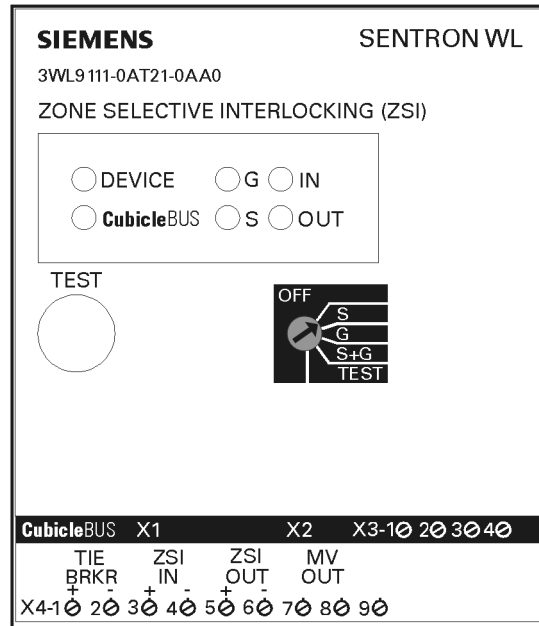 SIEMENS SENTRON WL
3WL9111-0AT21-0AA0
ZONE SELECTIVE INTERLOCKING (ZSI)
DEVICE G IN
CubicleBUS S OUT
TEST
OFF
S
G
S+G
TEST
CubicleBUS X1 X2 X3-1 2 3 4
TIE ZSI ZSI MV
BRKR IN OUT OUT
+ - + - + -
X4-1 2 3 4 5 6 7 8 9